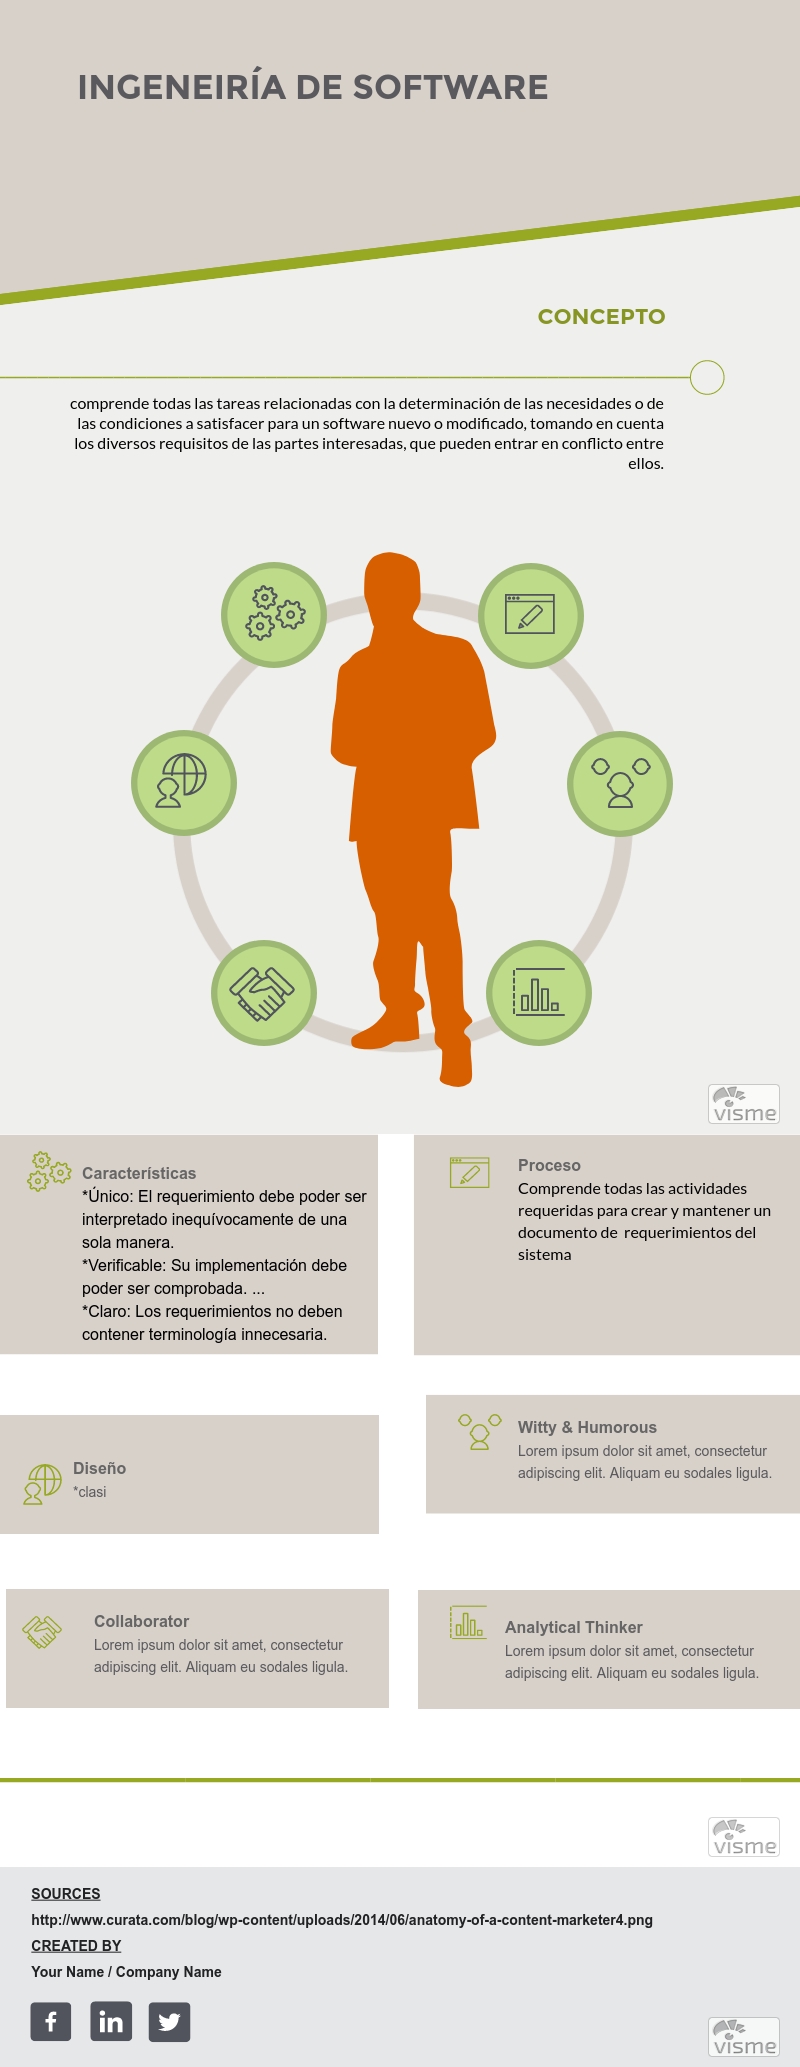 INGENEIRÍA DE SOFTWARE
CONCEPTO
comprende todas las tareas relacionadas con la determinación de las necesidades o de
las condiciones a satisfacer para un software nuevo o modificado, tomando en cuenta
los diversos requisitos de las partes interesadas, que pueden entrar en conflicto entre
ellos.
visme
Características
*Único: El requerimiento debe poder ser
interpretado inequívocamente de una
sola manera.
*Verificable: Su implementación debe
poder ser comprobada. ...
*Claro: Los requerimientos no deben
contener terminología innecesaria.
Proceso
Comprende todas las actividades
requeridas para crear y mantener un
documento de  requerimientos del
sistema
Diseño
*clasi
Witty & Humorous
Lorem ipsum dolor sit amet, consectetur
adipiscing elit. Aliquam eu sodales ligula.
Collaborator
Lorem ipsum dolor sit amet, consectetur
adipiscing elit. Aliquam eu sodales ligula.
Analytical Thinker
Lorem ipsum dolor sit amet, consectetur
adipiscing elit. Aliquam eu sodales ligula.
visme
SOURCES
http://www.curata.com/blog/wp-content/uploads/2014/06/anatomy-of-a-content-marketer4.png
CREATED BY
Your Name / Company Name
f in
visme